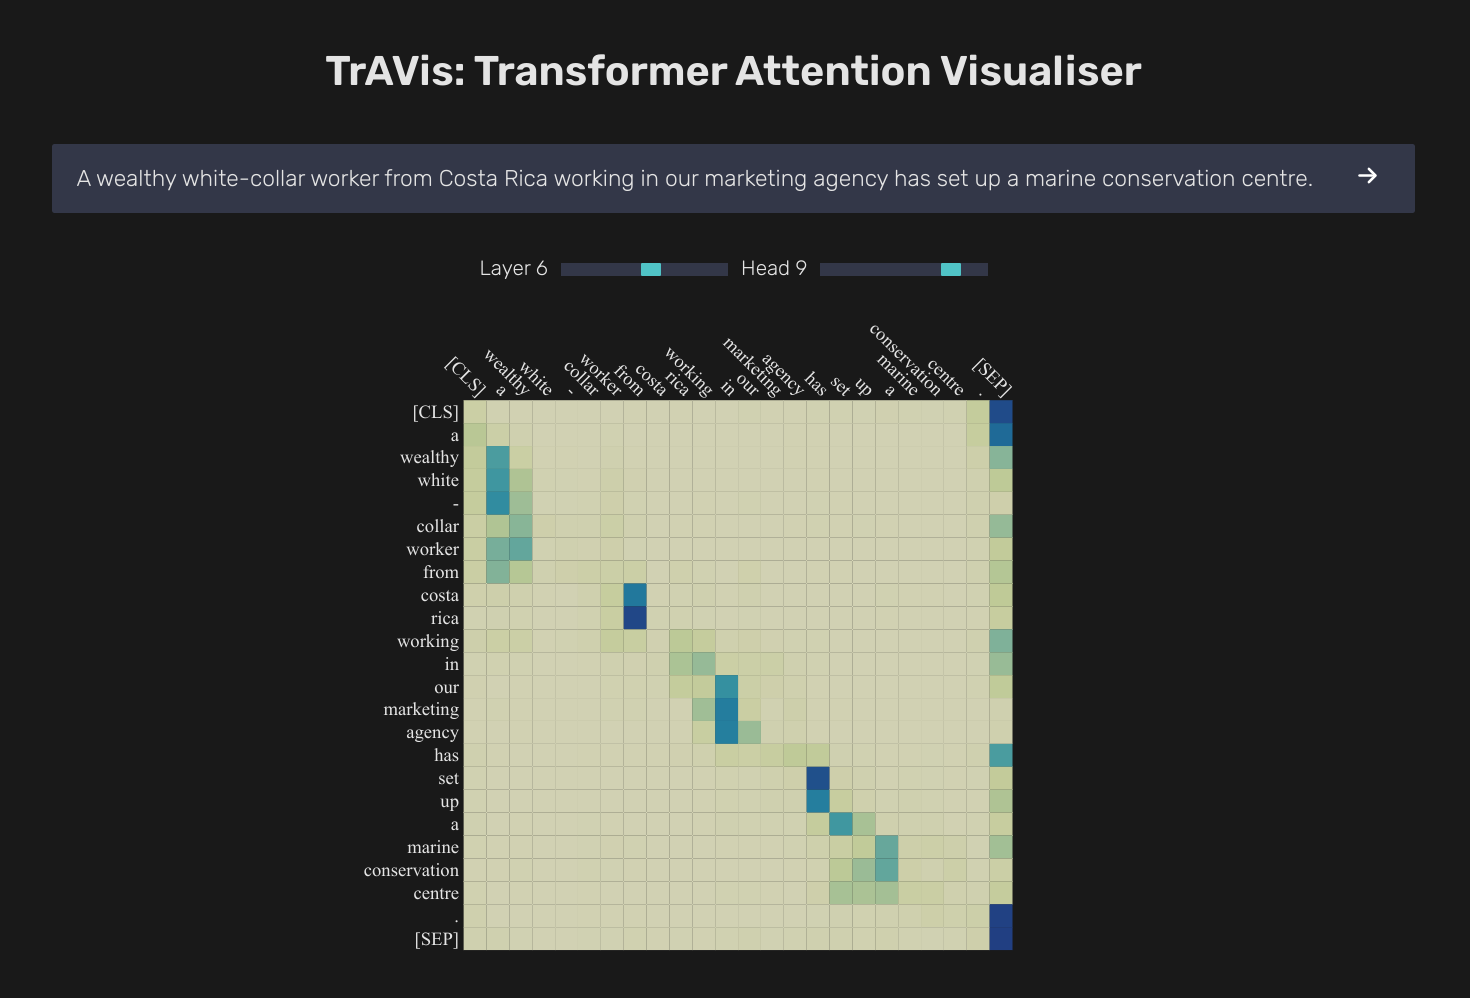 TrAVis: Transformer Attention Visualiser
A wealthy white-collar worker from Costa Rica working in our marketing agency has set up a marine conservation centre. →
Layer 6
Head 9
[CLS]
a
wealthy
white
-
collar
worker
from
costa
rica
working
in
our
marketing
agency
has
set
up
a
marine
conservation
centre
.
[SEP]
[CLS]
a
wealthy
white
-
collar
worker
from
costa
rica
working
in
our
marketing
agency
has
set
up
a
marine
conservation
centre
.
[SEP]